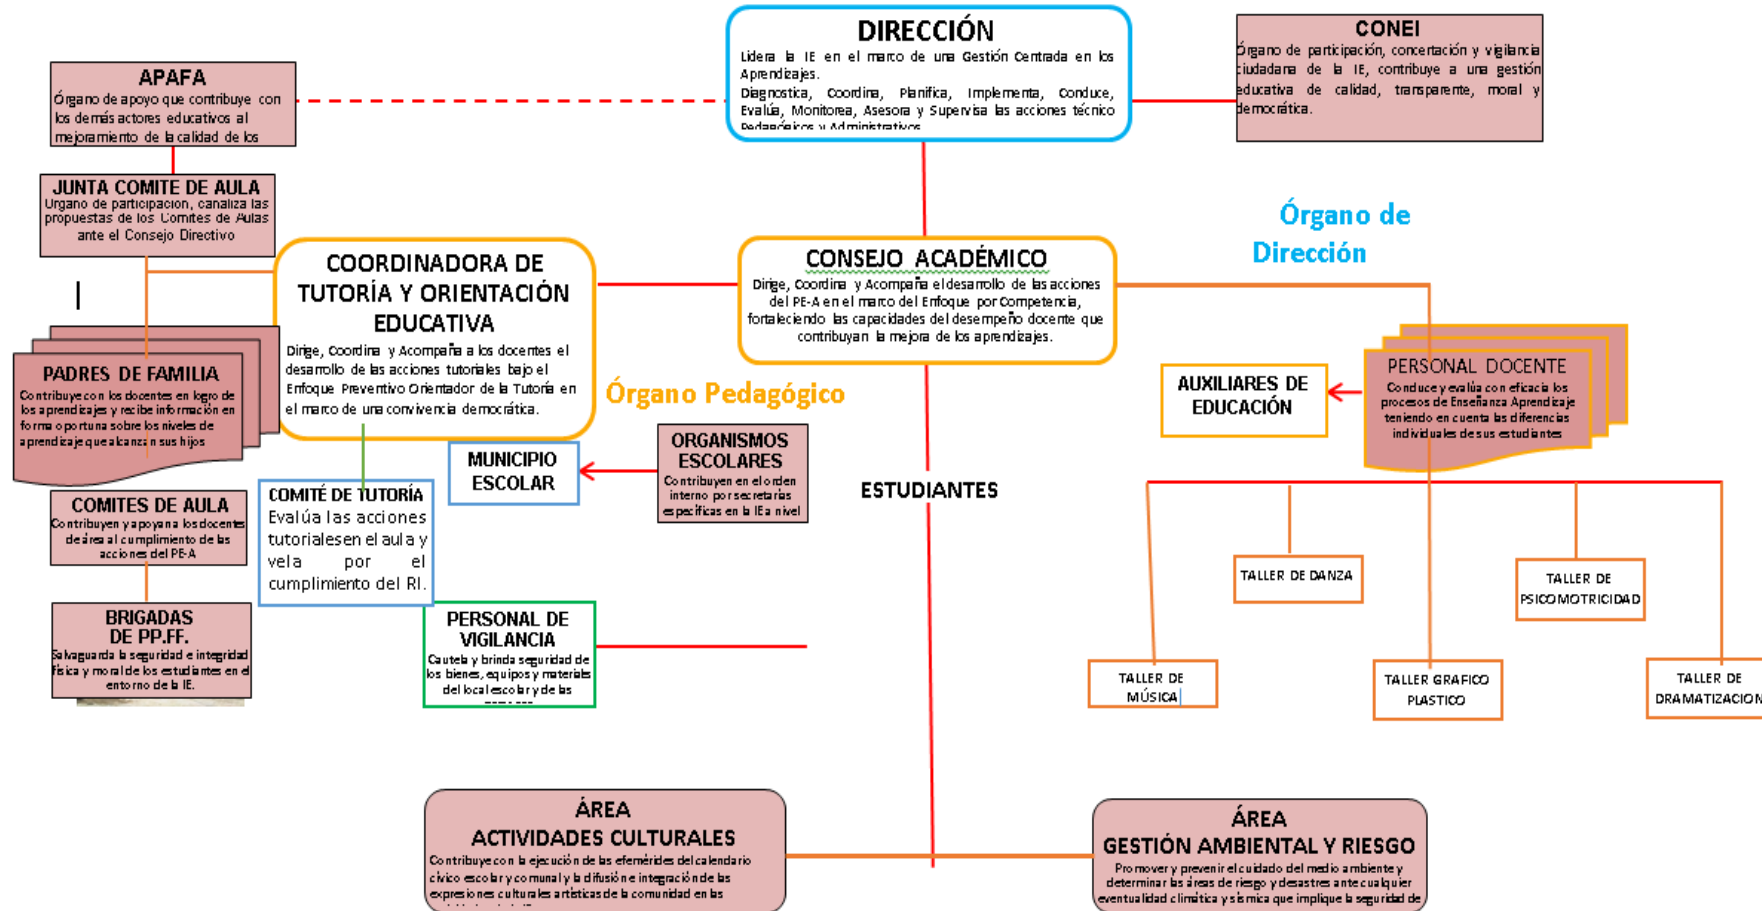 DIRECCIÓN
Lidera la IE en el marco de una Gestión Centrada en los
Aprendizajes.
Diagnostica, Coordina, Planifica, Implementa, Conduce,
Evalúa, Monitorea, Asesora y Supervisa las acciones técnico
Pedagógicos y Administrativos
CONEI
Órgano de participación, concertación y vigilancia
ciudadana de la IE, contribuye a una gestión
educativa de calidad, transparente, moral y
democrática.
APAFA
Órgano de apoyo que contribuye con
los demás actores educativos al
mejoramiento de la calidad de los
JUNTA COMITE DE AULA
Organo de participacion, canaliza las
propuestas de los Comites de Aulas
ante el Consejo Directivo
Órgano de
Dirección
COORDINADORA DE
TUTORÍA Y ORIENTACIÓN
EDUCATIVA
Dirige, Coordina y Acompaña a los docentes el
desarrollo de las acciones tutoriales bajo el
Enfoque Preventivo Orientador de la Tutoría en
el marco de una convivencia democrática.
CONSEJO ACADÉMICO
Dirige, Coordina y Acompaña el desarrollo de las acciones
del PE-A en el marco del Enfoque por Competencia,
fortaleciendo las capacidades del desempeño docente que
contribuyan la mejora de los aprendizajes.
PADRES DE FAMILIA
Contribuye con los docentes en logro de
los aprendizajes y recibe información en
forma oportuna sobre los niveles de
aprendizaje que alcanzan sus hijos
Órgano Pedagógico
AUXILIARES DE
EDUCACIÓN
PERSONAL DOCENTE
Conduce y evalúa con eficacia los
procesos de Enseñanza Aprendizaje
teniendo en cuenta las diferencias
individuales de sus estudiantes
MUNICIPIO
ESCOLAR
ORGANISMOS
ESCOLARES
Contribuyen en el orden
interno por secretarías
específicas en la IE a nivel
ESTUDIANTES
COMITES DE AULA
Contribuyen y apoyan a los docentes
de área al cumplimiento de las
acciones del PE-A
COMITÉ DE TUTORÍA
Evalúa las acciones
tutoriales en el aula y
vela por el
cumplimiento del RI.
BRIGADAS
DE PP.FF.
Salvaguarda la seguridad e integridad
física y moral de los estudiantes en el
entorno de la IE.
PERSONAL DE
VIGILANCIA
Cautela y brinda seguridad de
los bienes, equipos y materials
del local escolar y de las
TALLER DE DANZA
TALLER DE
PSICOMOTRICIDAD
TALLER DE
MÚSICA
TALLER GRAFICO
PLASTICO
TALLER DE
DRAMATIZACION
ÁREA
ACTIVIDADES CULTURALES
Contribuye con la ejecución de las efemérides del calendario
cívico escolar y comunal y la difusión e integración de las
expresiones culturales artísticas de la comunidad en las
ÁREA
GESTIÓN AMBIENTAL Y RIESGO
Promover y prevenir el cuidado del medio ambiente y
determinar las áreas de riesgo y desastres ante cualquier
eventualidad climática y sísmica que implique la seguridad de